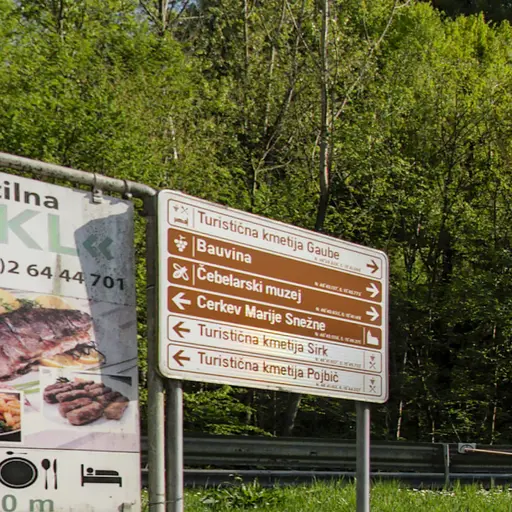 tilna
KL«
)2 64 44 701
0 m
Turistična kmetija Gaube
Bauvina
Čebelarski muzej
Cerkev Marije Snežne
Turistična kmetija Sirk
Turistična kmetija Pojbič